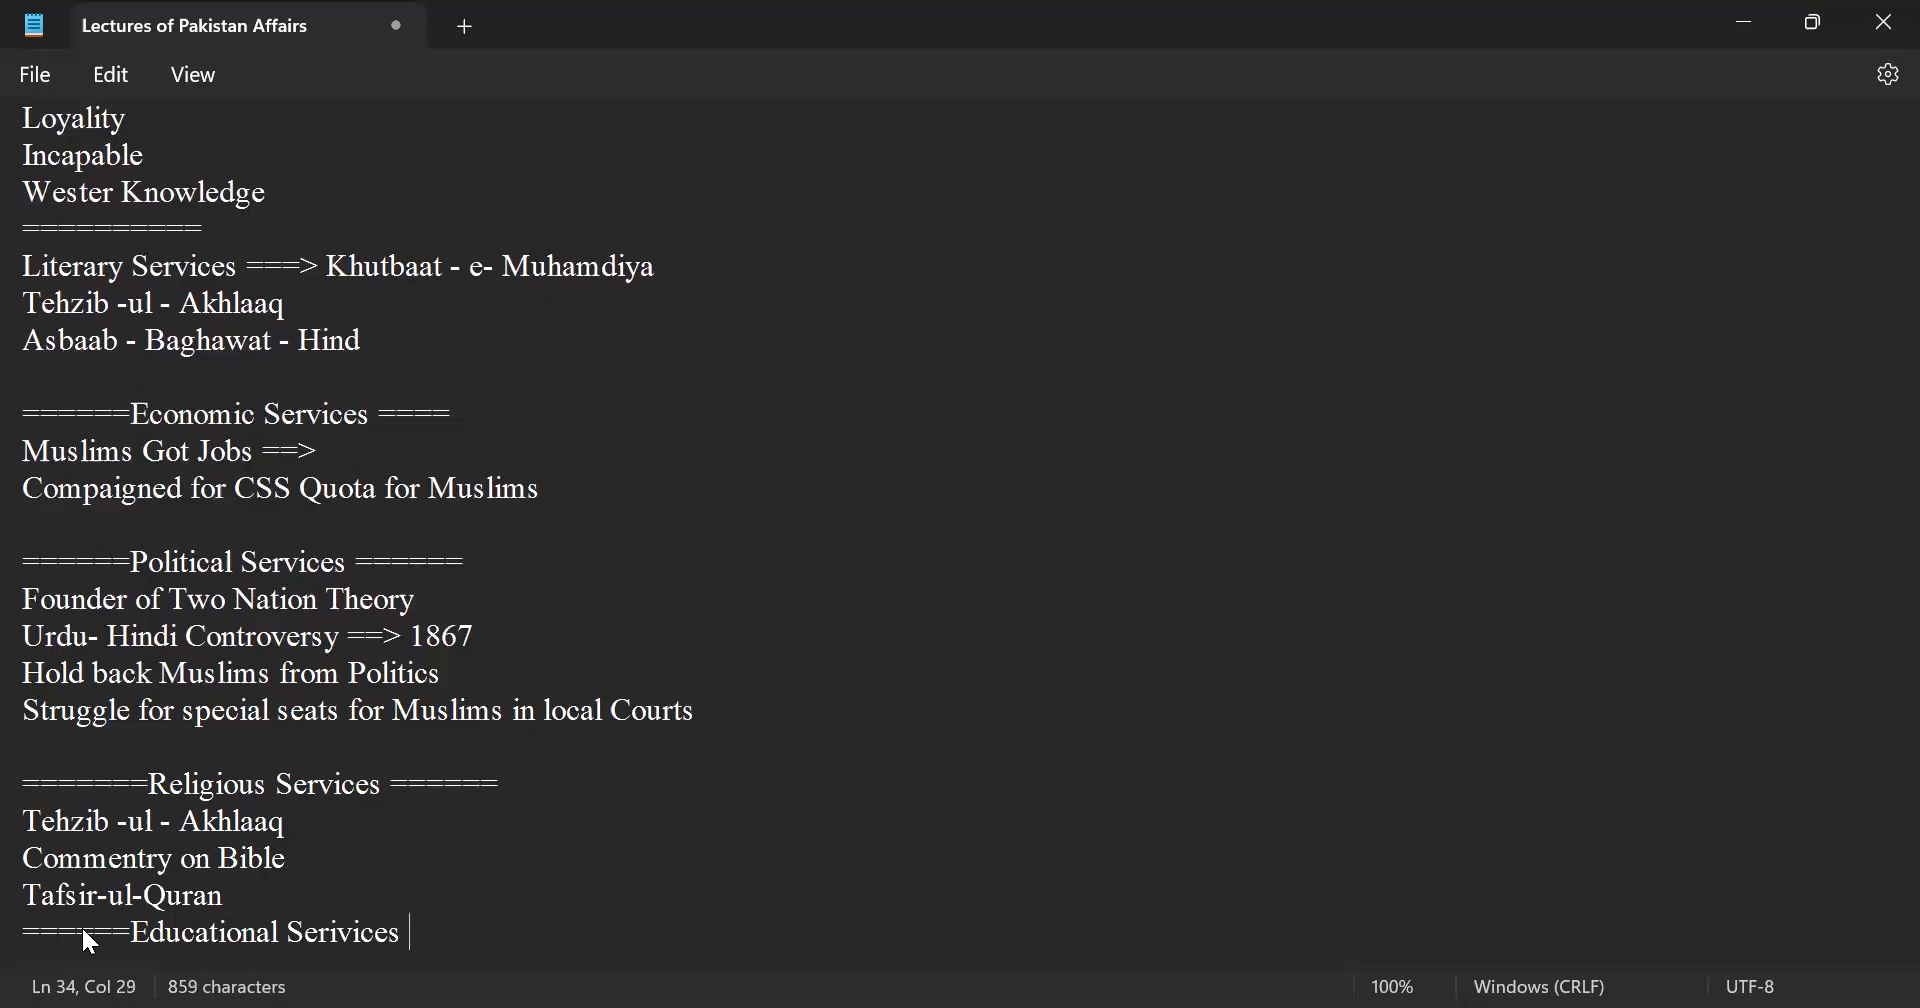 Lectures of Pakistan Affairs
File Edit View
Loyality
Incapable
Wester Knowledge
==========
Literary Services ===> Khutbaat - e- Muhamdiya
Tehzib -ul - Akhlaaq
Asbaab - Baghawat - Hind
======Economic Services ====
Muslims Got Jobs ==>
Compaigned for CSS Quota for Muslims
======Political Services ======
Founder of Two Nation Theory
Urdu- Hindi Controversy ==> 1867
Hold back Muslims from Politics
Struggle for special seats for Muslims in local Courts
=======Religious Services ======
Tehzib -ul - Akhlaaq
Commentry on Bible
Tafsir-ul-Quran
======Educational Serivices
Ln 34, Col 29 859 characters 100% Windows (CRLF) UTF-8